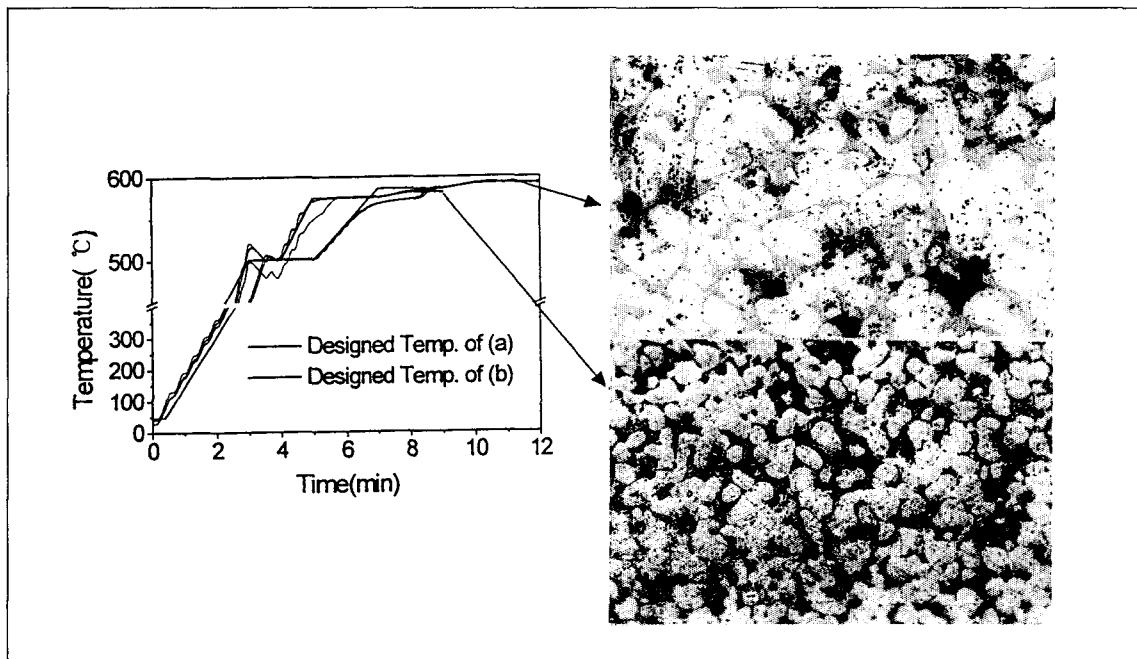 600
500
300
200
100
0
Temperature( ℃)
Designed Temp. of (a)
Designed Temp. of (b)
0 2 4 6 8 10 12
Time(min)